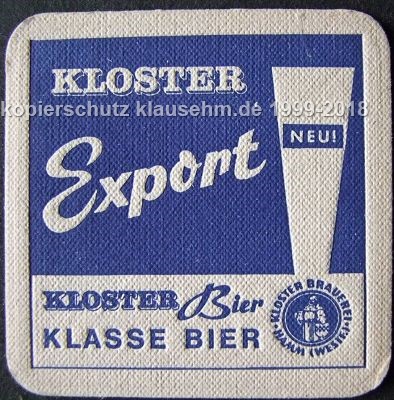 KLOSTER
kopierschutz klausehm.de 1999-2018
NEU!
Export
KLOSTER Bier
KLASSE BIER
KLOSTER BRAUEREI
HAMM (WESTF.)